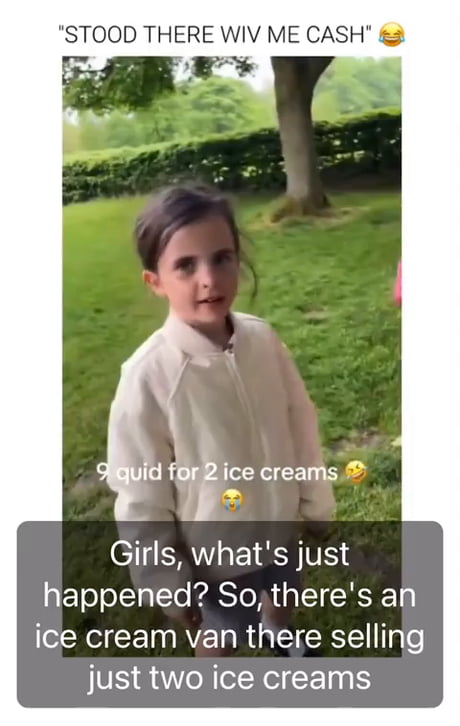 "STOOD THERE WIV ME CASH" 😂
9 quid for 2 ice creams 🤣
😭
Girls, what's just
happened? So, there's an
ice cream van there selling
just two ice creams